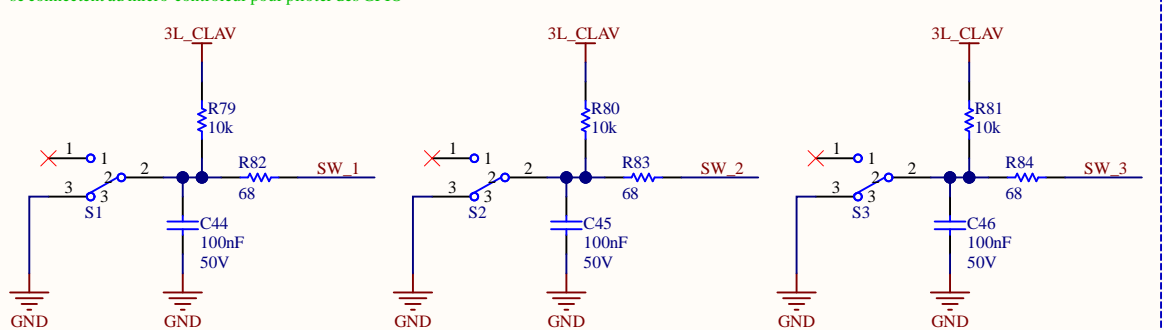 3L_CLAV
3L_CLAV
3L_CLAV
R79
10k
R80
10k
R81
10k
1
1
2
2
3
3
S1
R82
68
SW_1
C44
100nF
50V
GND
GND
1
1
2
2
3
3
S2
R83
68
SW_2
C45
100nF
50V
GND
GND
1
1
2
2
3
3
S3
R84
68
SW_3
C46
100nF
50V
GND
GND